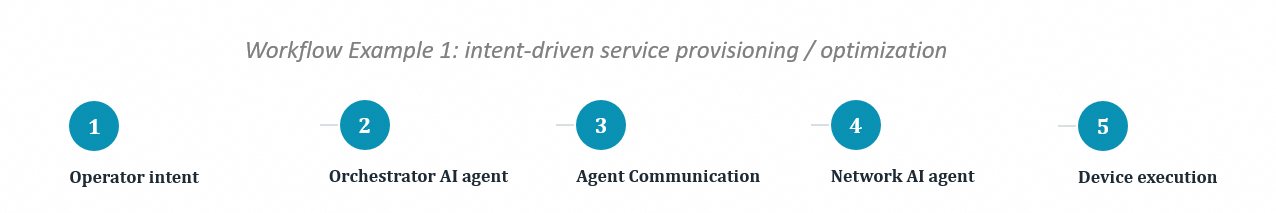 Workflow Example 1: intent-driven service provisioning / optimization
1 2 3 4 5
Operator intent Orchestrator AI agent Agent Communication Network AI agent Device execution